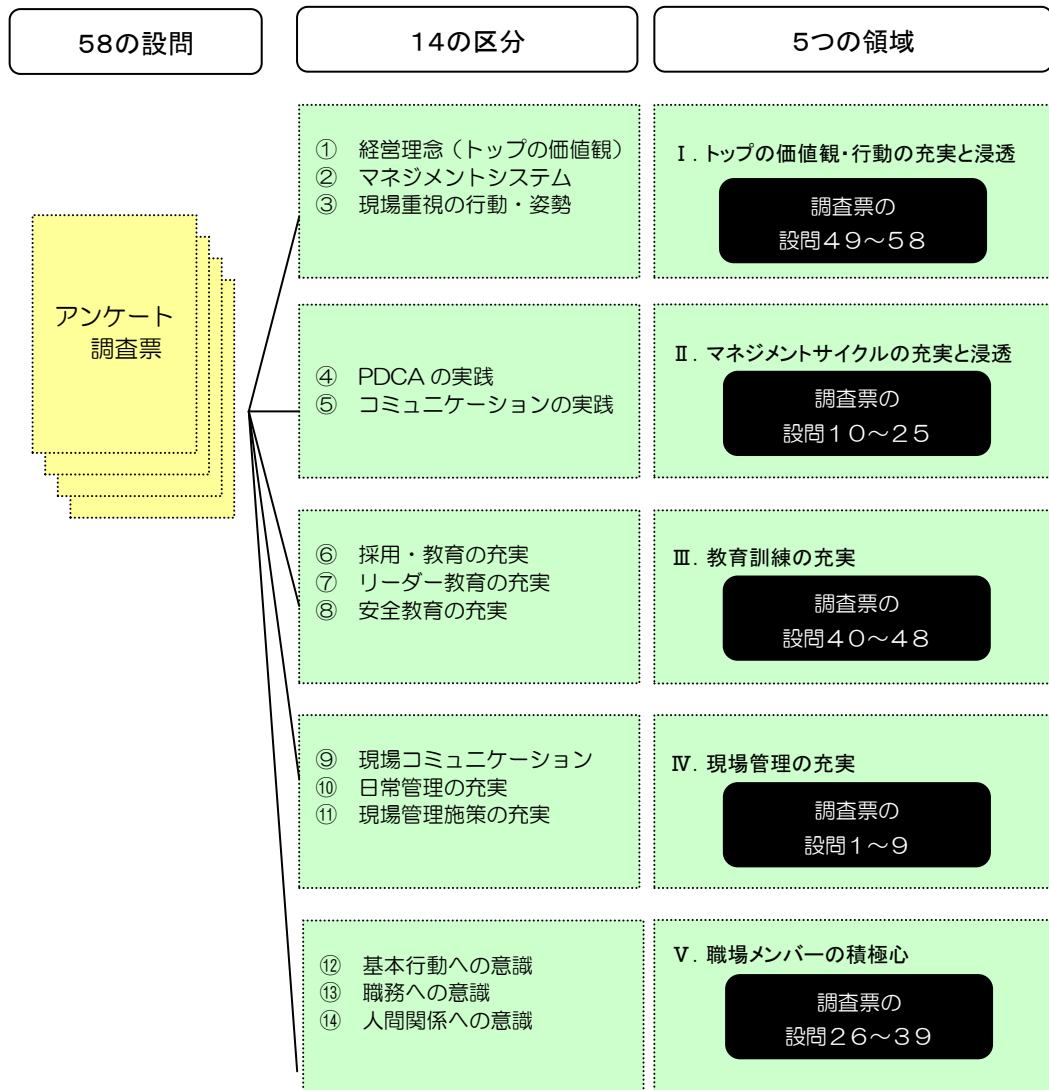 58の設問
14の区分
5つの領域
アンケート
調査票
① 経営理念（トップの価値観）
② マネジメントシステム
③ 現場重視の行動・姿勢
Ⅰ．トップの価値観・行動の充実と浸透
調査票の
設問４９～５８
④ PDCA の実践
⑤ コミュニケーションの実践
Ⅱ．マネジメントサイクルの充実と浸透
調査票の
設問１０～２５
⑥ 採用・教育の充実
⑦ リーダー教育の充実
⑧ 安全教育の充実
Ⅲ．教育訓練の充実
調査票の
設問４０～４８
⑨ 現場コミュニケーション
⑩ 日常管理の充実
⑪ 現場管理施策の充実
Ⅳ．現場管理の充実
調査票の
設問１～９
⑫ 基本行動への意識
⑬ 職務への意識
⑭ 人間関係への意識
Ⅴ．職場メンバーの積極心
調査票の
設問２６～３９